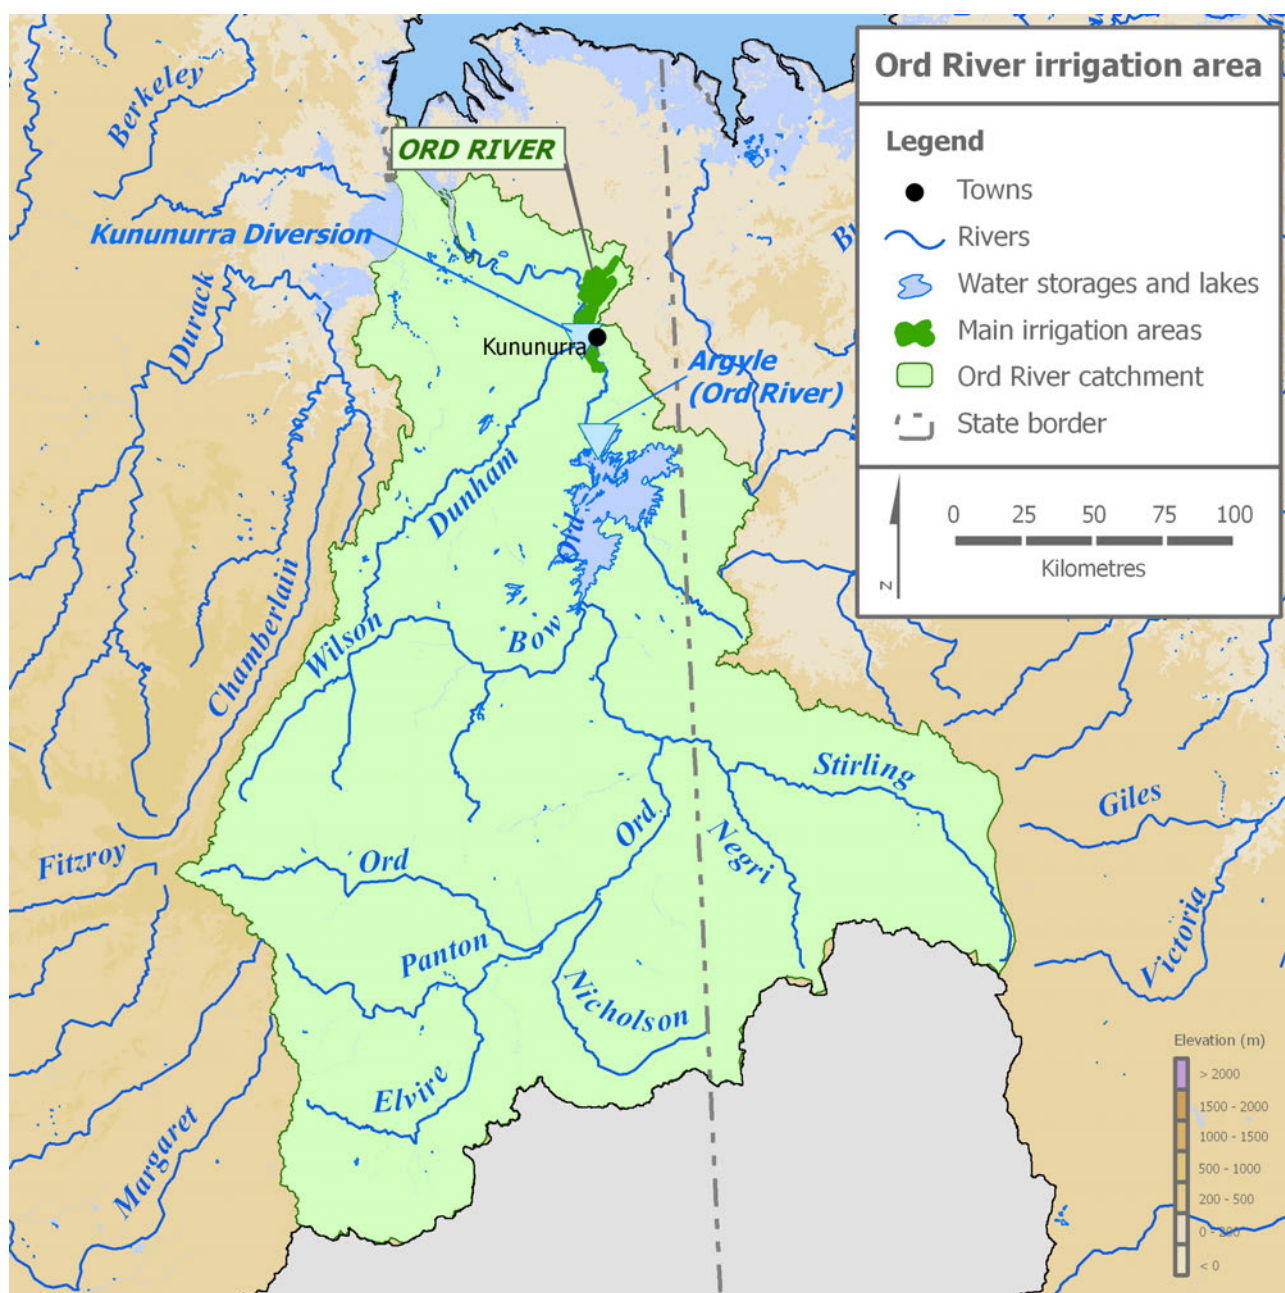 Ord River irrigation area
Legend
Towns
Rivers
Water storages and lakes
Main irrigation areas
Ord River catchment
State border
N
0 25 50 75 100
Kilometres
Berkeley
ORD RIVER
Kununurra Diversion
Durack
Kununurra
Argyle
(Ord River)
Dunham
Ord
Chamberlain
Wilson
Bow
Stirling
Giles
Ord
Negri
Fitzroy
Ord
Panton
Victoria
Nicholson
Elvire
Margaret
Elevation (m)
> 2000
1500 - 2000
1000 - 1500
500 - 1000
200 - 500
0 - 200
< 0